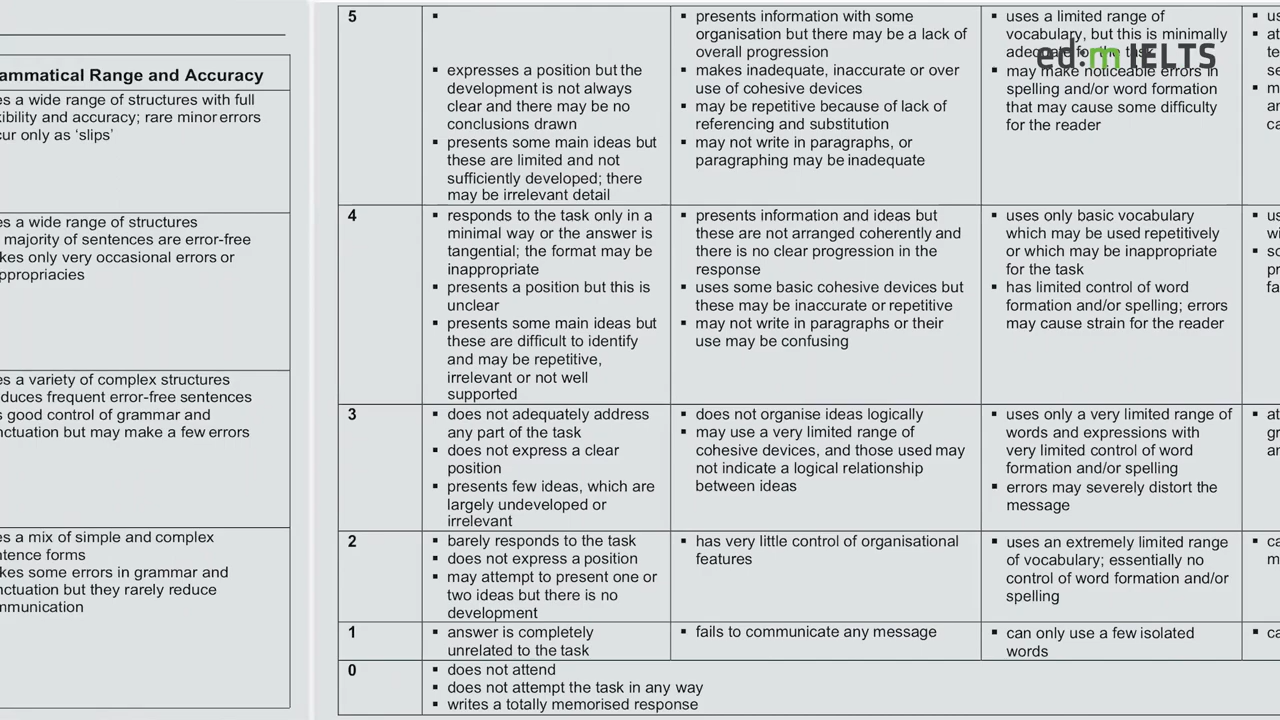 ammatical Range and Accuracy
es a wide range of structures with full
xibility and accuracy; rare minor errors
cur only as ‘slips’
es a wide range of structures
majority of sentences are error-free
kes only very occasional errors or
appropriacies
es a variety of complex structures
duces frequent error-free sentences
s good control of grammar and
nctuation but may make a few errors
es a mix of simple and complex
ntence forms
kes some errors in grammar and
nctuation but they rarely reduce
mmunication
ed:m IELTS
5
▪
▪ expresses a position but the
development is not always
clear and there may be no
conclusions drawn
▪ presents some main ideas but
these are limited and not
sufficiently developed; there
may be irrelevant detail
▪ presents information with some
organisation but there may be a lack of
overall progression
▪ makes inadequate, inaccurate or over
use of cohesive devices
▪ may be repetitive because of lack of
referencing and substitution
▪ may not write in paragraphs, or
paragraphing may be inadequate
▪ uses a limited range of
vocabulary, but this is minimally
adequate for the task
▪ may make noticeable errors in
spelling and/or word formation
that may cause some difficulty
for the reader
4
▪ responds to the task only in a
minimal way or the answer is
tangential; the format may be
inappropriate
▪ presents a position but this is
unclear
▪ presents some main ideas but
these are difficult to identify
and may be repetitive,
irrelevant or not well
supported
▪ presents information and ideas but
these are not arranged coherently and
there is no clear progression in the
response
▪ uses some basic cohesive devices but
these may be inaccurate or repetitive
▪ may not write in paragraphs or their
use may be confusing
▪ uses only basic vocabulary
which may be used repetitively
or which may be inappropriate
for the task
▪ has limited control of word
formation and/or spelling; errors
may cause strain for the reader
3
▪ does not adequately address
any part of the task
▪ does not express a clear
position
▪ presents few ideas, which are
largely undeveloped or
irrelevant
▪ does not organise ideas logically
▪ may use a very limited range of
cohesive devices, and those used may
not indicate a logical relationship
between ideas
▪ uses only a very limited range of
words and expressions with
very limited control of word
formation and/or spelling
▪ errors may severely distort the
message
2
▪ barely responds to the task
▪ does not express a position
▪ may attempt to present one or
two ideas but there is no
development
▪ has very little control of organisational
features
▪ uses an extremely limited range
of vocabulary; essentially no
control of word formation and/or
spelling
1
▪ answer is completely
unrelated to the task
▪ fails to communicate any message
▪ can only use a few isolated
words
0
▪ does not attend
▪ does not attempt the task in any way
▪ writes a totally memorised response